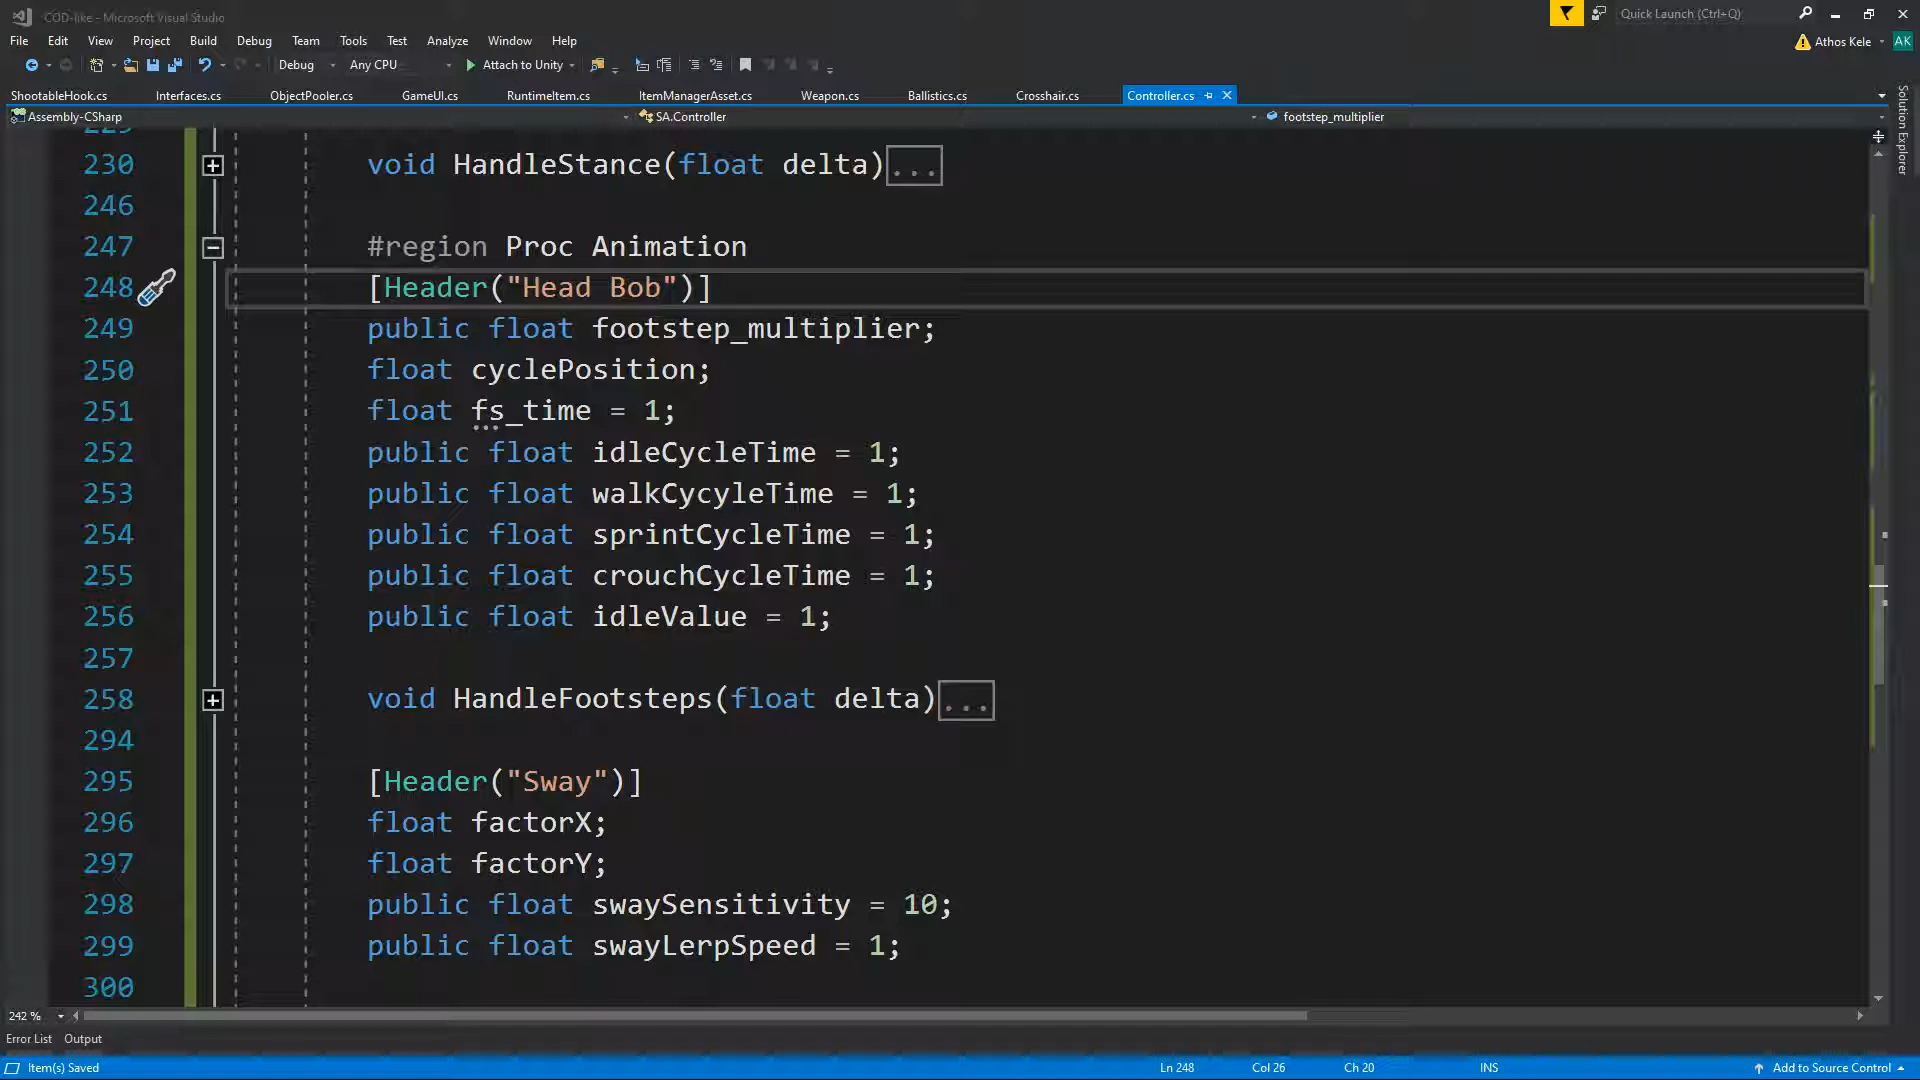 COD-like - Microsoft Visual Studio
Quick Launch (Ctrl+Q)
File Edit View Project Build Debug Team Tools Test Analyze Window Help
Athos Kele AK
Debug Any CPU Attach to Unity
ShootableHook.cs Interfaces.cs ObjectPooler.cs GameUI.cs RuntimeItem.cs ItemManagerAsset.cs Weapon.cs Ballistics.cs Crosshair.cs Controller.cs
Assembly-CSharp SA.Controller footstep_multiplier
Solution Explorer
229
230 void HandleStance(float delta)...
246
247 #region Proc Animation
248 [Header("Head Bob")]
249 public float footstep_multiplier;
250 float cyclePosition;
251 float fs_time = 1;
252 public float idleCycleTime = 1;
253 public float walkCycyleTime = 1;
254 public float sprintCycleTime = 1;
255 public float crouchCycleTime = 1;
256 public float idleValue = 1;
257
258 void HandleFootsteps(float delta)...
294
295 [Header("Sway")]
296 float factorX;
297 float factorY;
298 public float swaySensitivity = 10;
299 public float swayLerpSpeed = 1;
300
242 %
Error List Output
Item(s) Saved Ln 248 Col 26 Ch 20 INS Add to Source Control